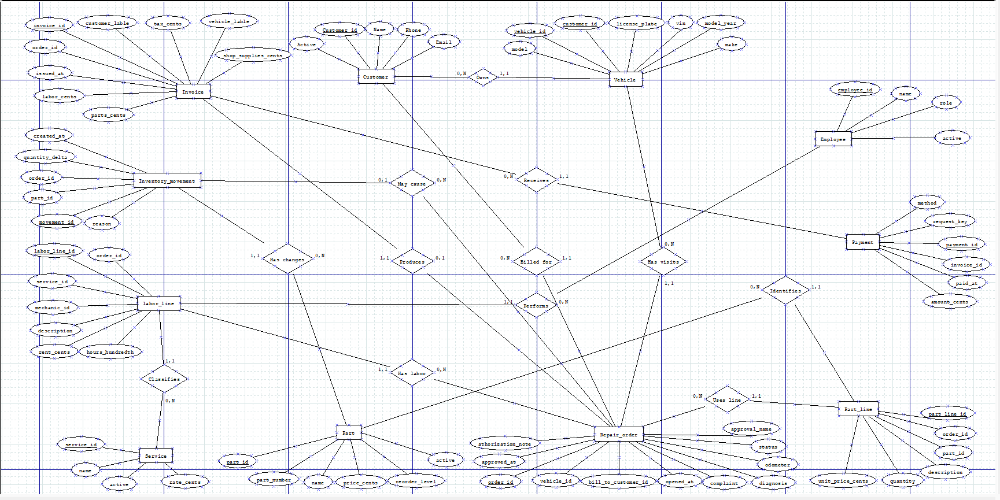 invoice_id
customer_lable
tax_cents
vehicle_lable
order_id
shop_supplies_cents
issued_at
labor_cents
parts_cents
Invoice
Customer_id
Name
Phone
Active
Email
Customer
0,N
Owns
1,1
vehicle_id
customer_id
license_plate
vin
model_year
model
make
Vehicle
employee_id
name
role
Employee
active
created_at
quantity_delta
order_id
part_id
movement_id
reason
Inventory_movement
0,1
May cause
0,N
0,N
Receives
1,1
method
request_key
Payment
payment_id
invoice_id
paid_at
amount_cents
labor_line_id
order_id
service_id
mechanic_id
description
rent_cents
hours_hundredth
labor_line
1,1
Has changes
0,N
1,1
Produces
0,1
0,N
Billed for
1,1
0,N
Has visits
1,1
1,1
Performs
0,N
0,N
Identifies
1,1
1,1
Classifies
0,N
1,1
Has labor
0,N
0,N
Uses line
1,1
service_id
Service
name
active
rate_cents
Part
part_id
part_number
name
price_cents
reorder_level
active
Repair_order
athorisation_note
approved_at
order_id
vehicle_id
bill_to_customer_id
opened_at
complaint
diagnosis
odometer
status
approval_name
Part_line
part_line_id
order_id
part_id
description
quantity
unit_price_cents